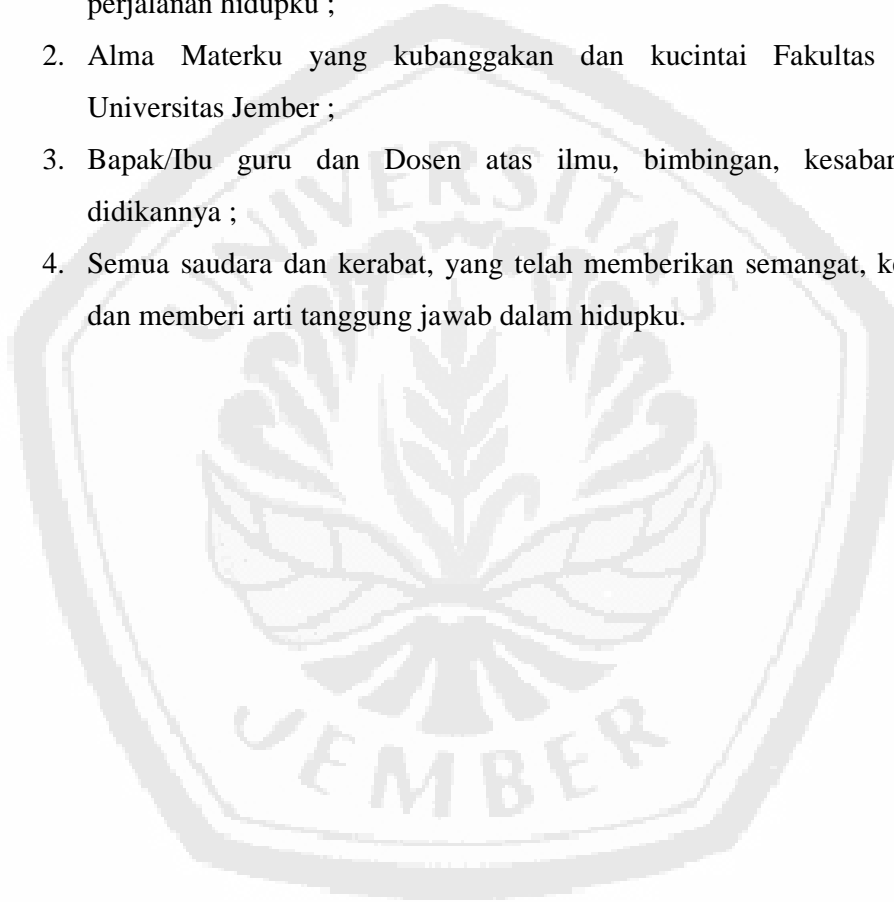 perjalanan hidupku ;
2. Alma Materku yang kubanggakan dan kucintai Fakultas
Universitas Jember ;
3. Bapak/Ibu guru dan Dosen atas ilmu, bimbingan,
didikannya ;
4. Semua saudara dan kerabat, yang telah memberikan semangat,
dan memberi arti tanggung jawab dalam hidupku.
UNIVERSITAS
JEMBER